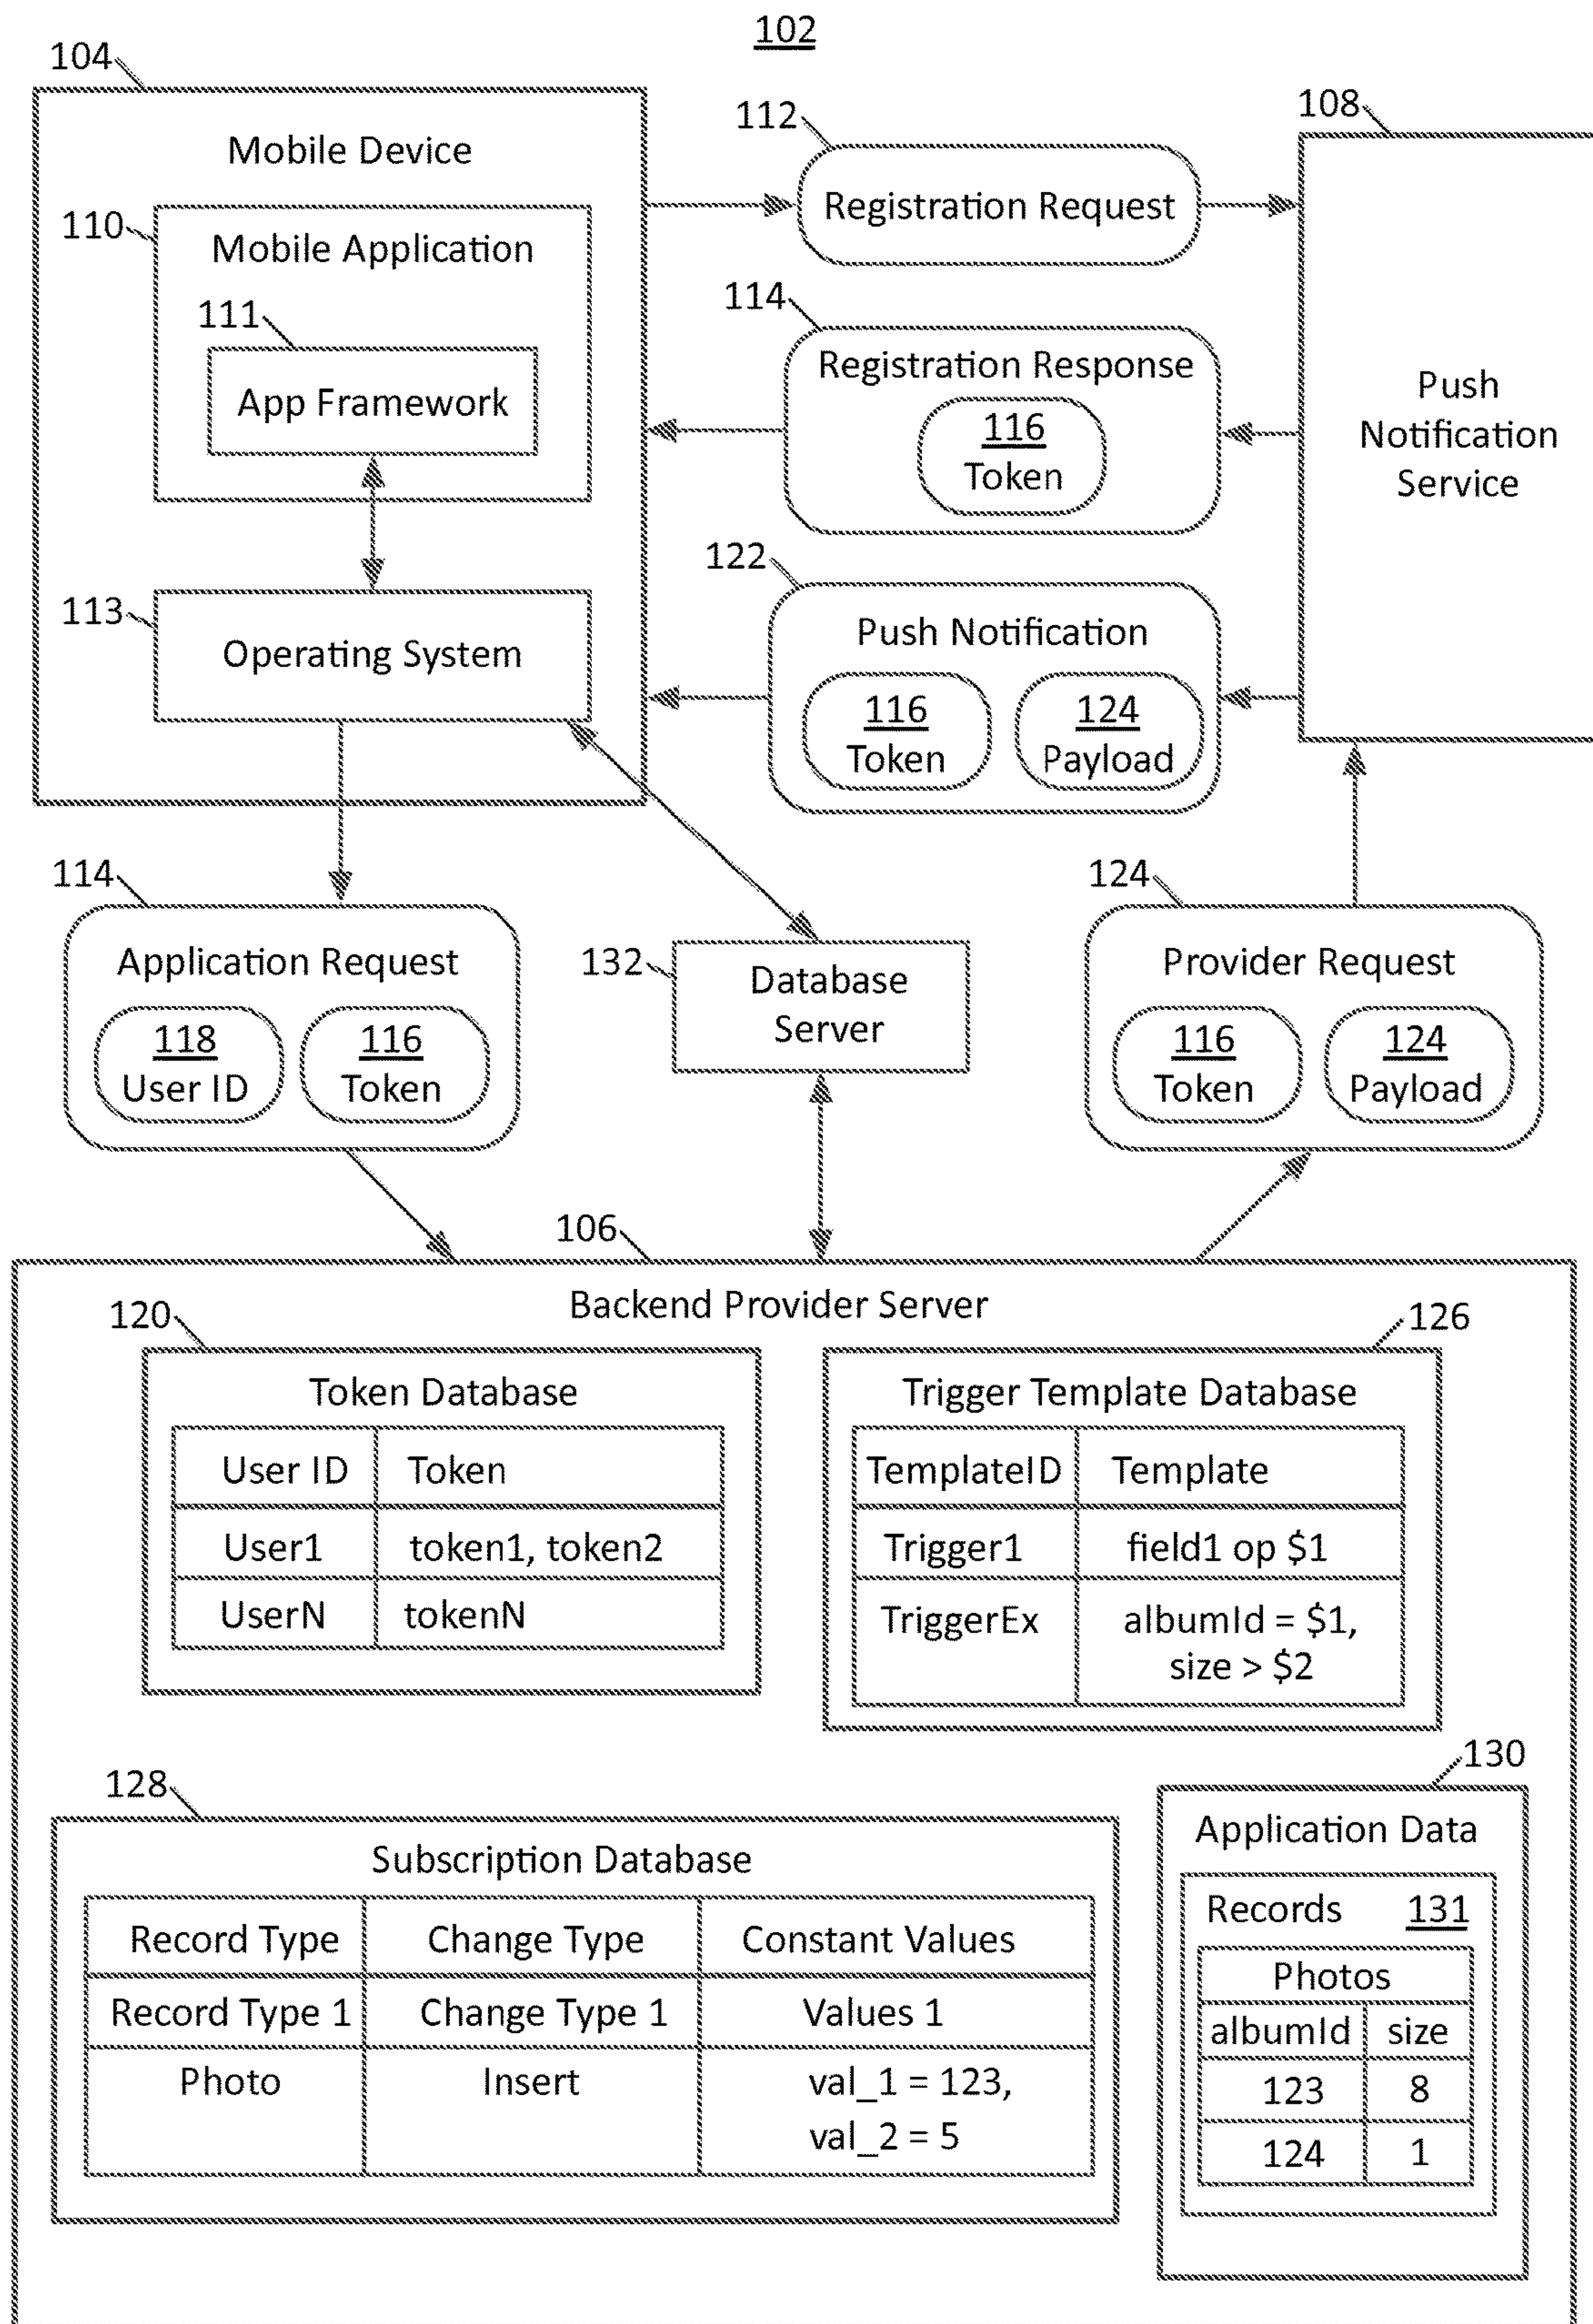 102
104
Mobile Device
110
Mobile Application
111
App Framework
113
Operating System
112
Registration Request
114
Registration Response
116
Token
122
Push Notification
116
Token
124
Payload
108
Push
Notification
Service
114
Application Request
118
User ID
116
Token
132
Database
Server
124
Provider Request
116
Token
124
Payload
106
Backend Provider Server
120
Token Database
User ID Token
User1 token1, token2
UserN tokenN
126
Trigger Template Database
TemplateID Template
Trigger1 field1 op $1
TriggerEx albumId = $1,
size > $2
128
Subscription Database
Record Type Change Type Constant Values
Record Type 1 Change Type 1 Values 1
Photo Insert val_1 = 123,
val_2 = 5
130
Application Data
Records 131
Photos
albumId size
123 8
124 1